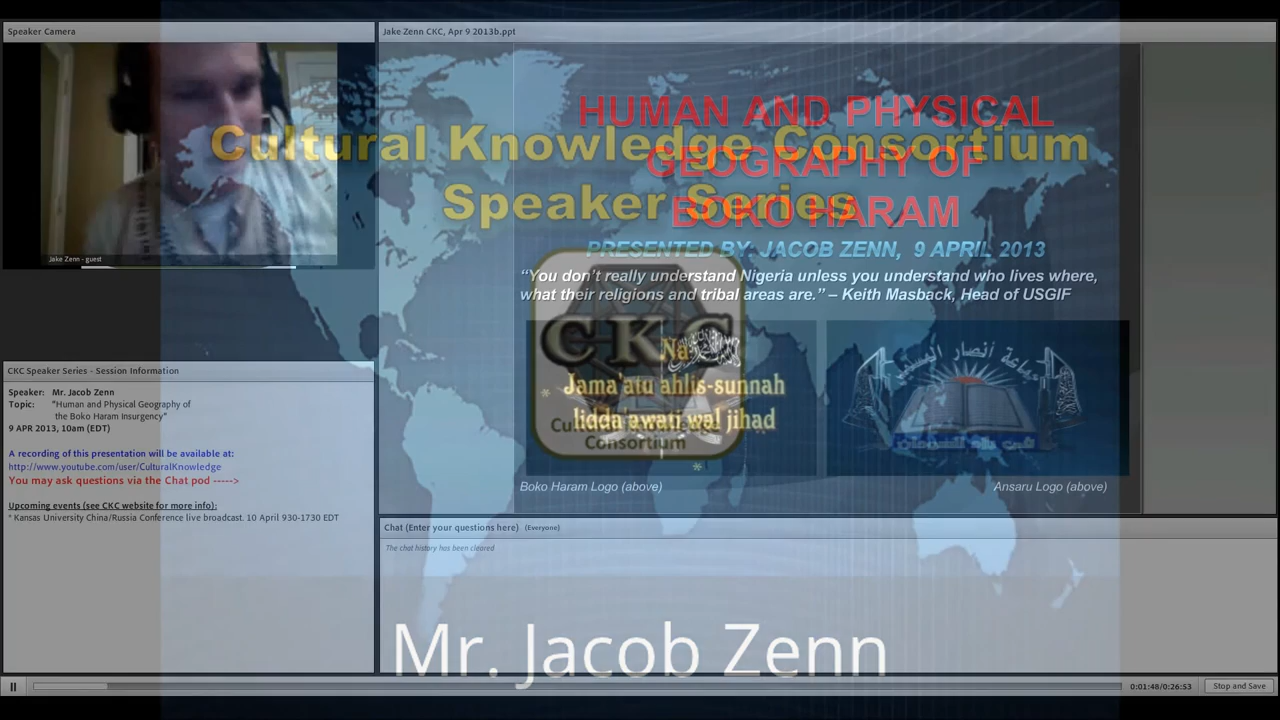 Speaker Camera
Jake Zenn - guest
Jake Zenn CKC, Apr 9 2013b.ppt
HUMAN AND PHYSICAL
GEOGRAPHY OF
BOKO HARAM
PRESENTED BY: JACOB ZENN, 9 APRIL 2013
“You don’t really understand Nigeria unless you understand who lives where,
what their religions and tribal areas are.” – Keith Masback, Head of USGIF
Cultural Knowledge Consortium
Speaker Series
CKC
Cultural Knowledge
Consortium
Na
Jama'atu ahlis-sunnah
lidda'awati wal jihad
جماعة أنصار المسلمين
Boko Haram Logo (above)
Ansaru Logo (above)
CKC Speaker Series - Session Information
Speaker: Mr. Jacob Zenn
Topic: "Human and Physical Geography of
the Boko Haram Insurgency"
9 APR 2013, 10am (EDT)
A recording of this presentation will be available at:
http://www.youtube.com/user/CulturalKnowledge
You may ask questions via the Chat pod ----->
Upcoming events (see CKC website for more info):
* Kansas University China/Russia Conference live broadcast. 10 April 930-1730 EDT
Chat (Enter your questions here) (Everyone)
The chat history has been cleared
Mr. Jacob Zenn
0:01:48/0:26:53
Stop and Save